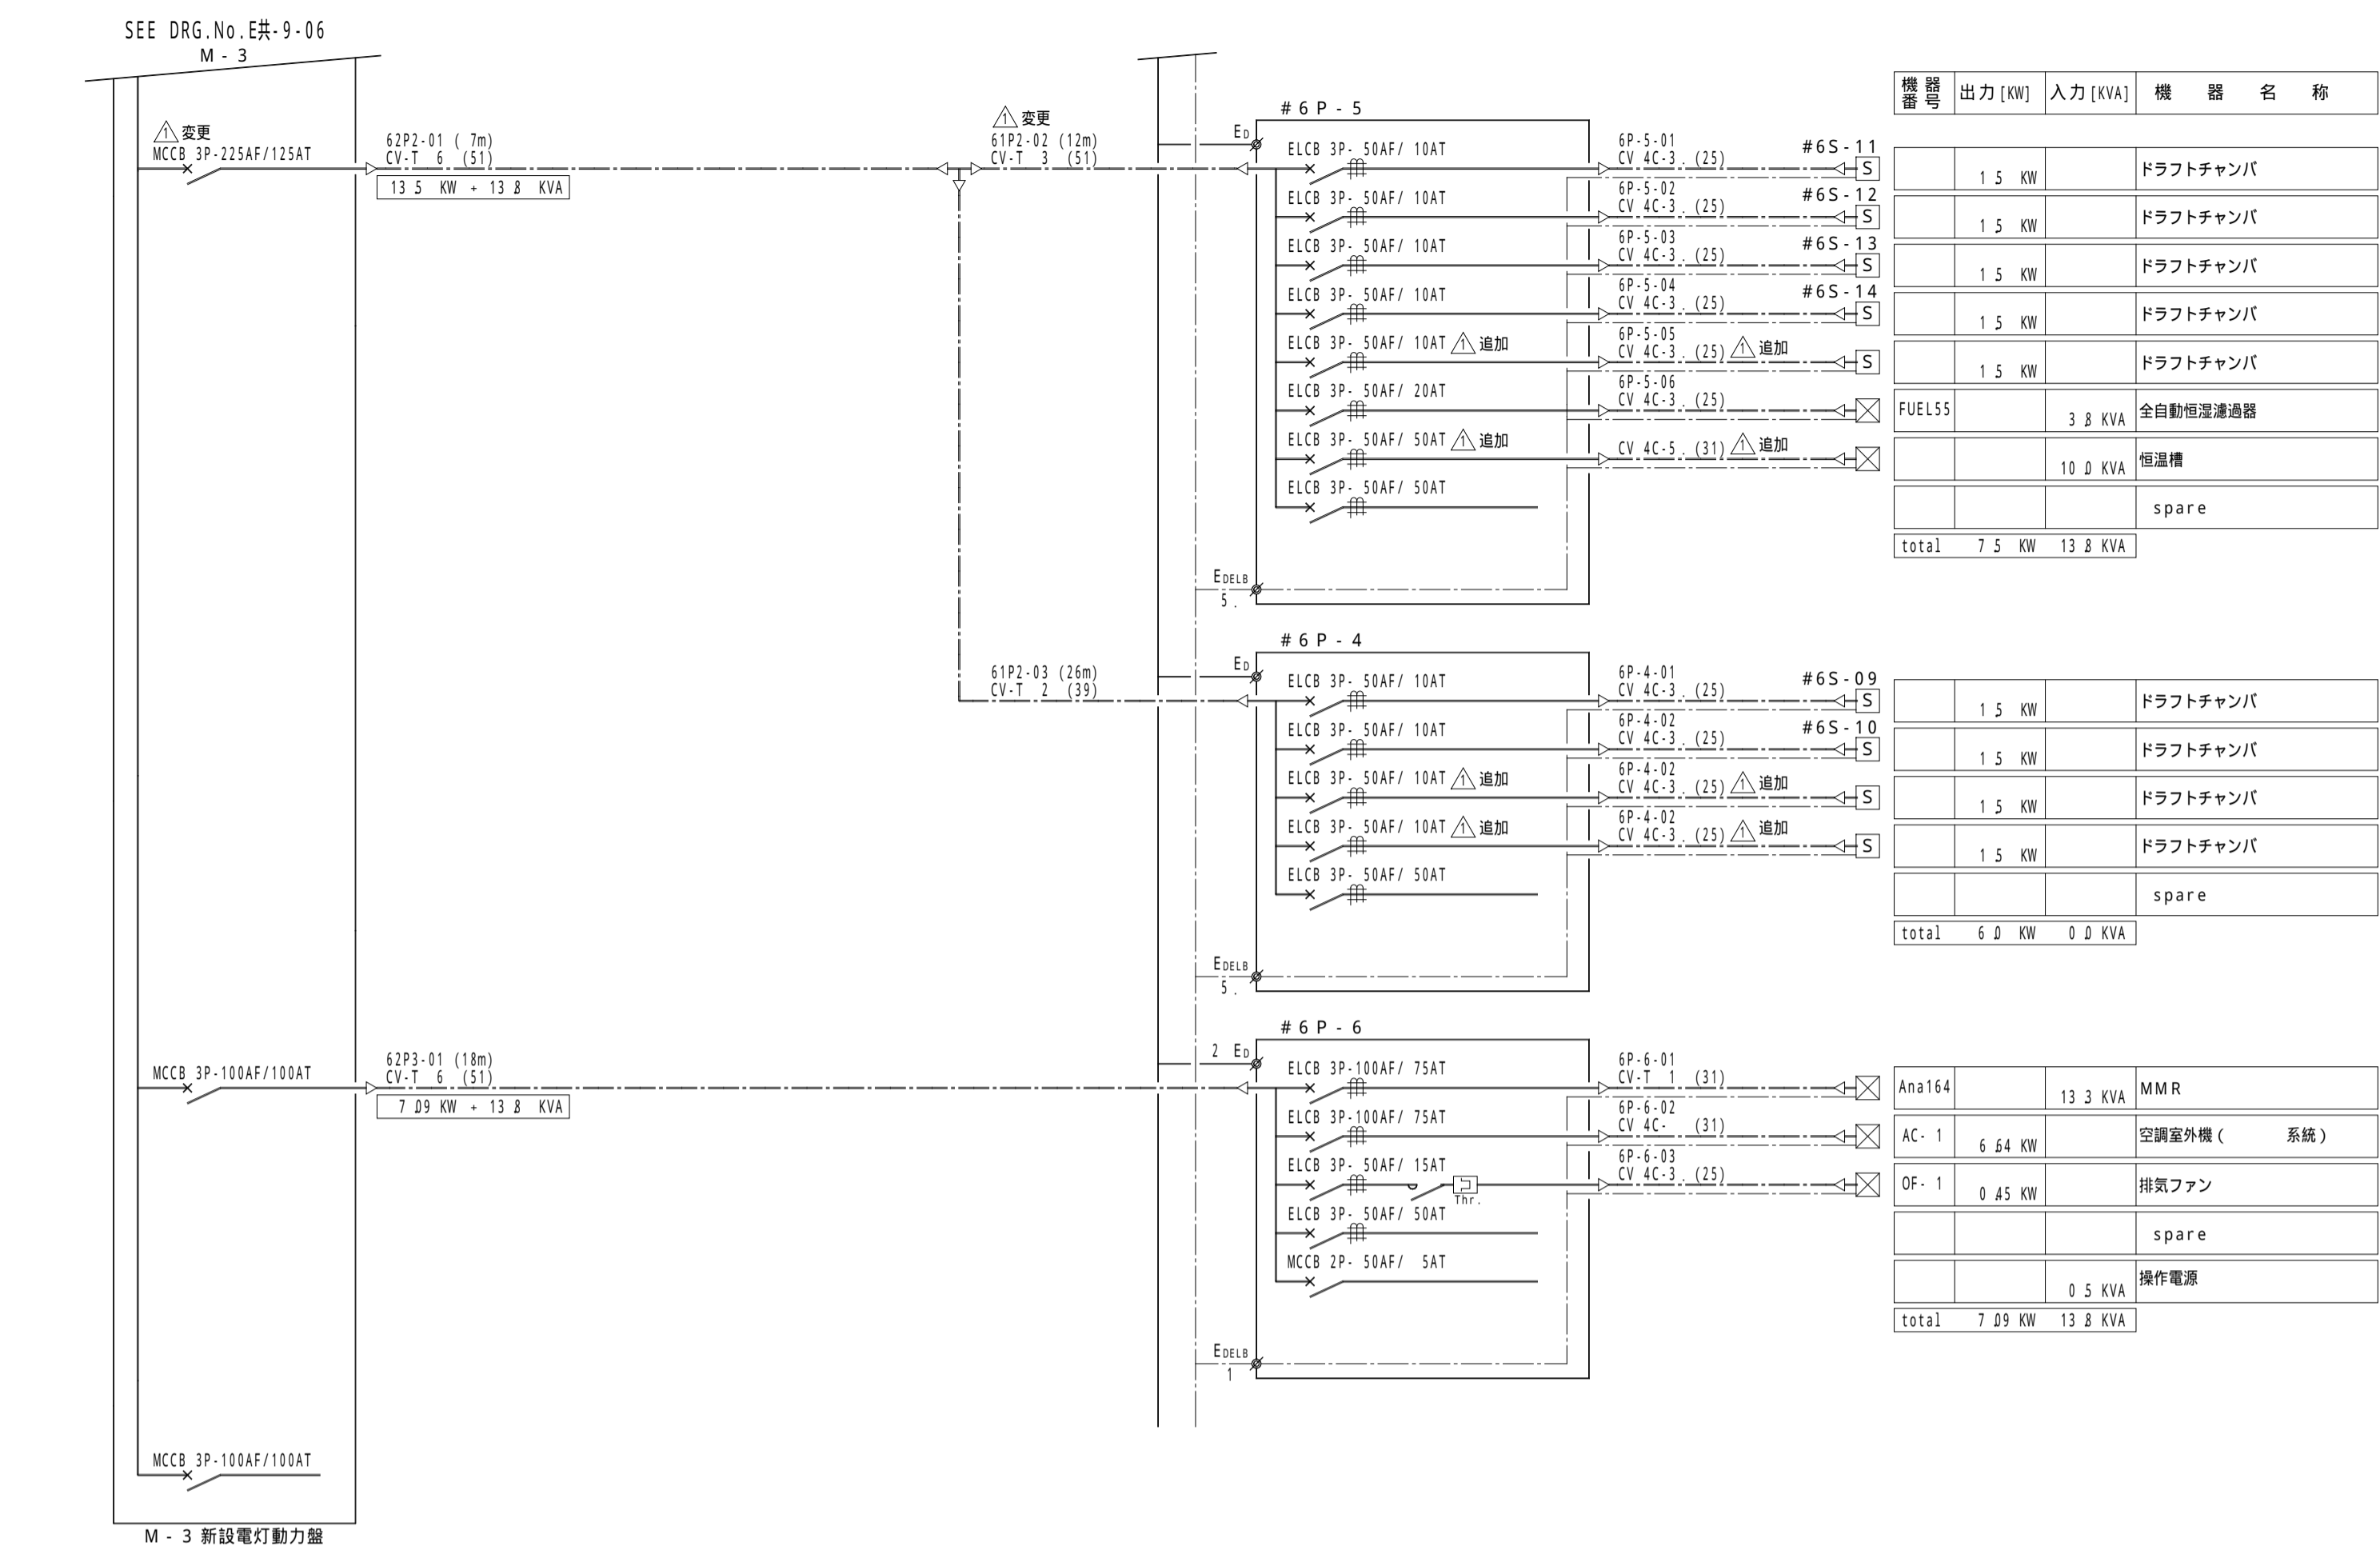 SEE DRG.No.E共-9-06
M - 3
1 変更
MCCB 3P-225AF/125AT
62P2-01 ( 7m)
CV-T 6 (51)
13.5 KW + 13.8 KVA
1 変更
61P2-02 (12m)
CV-T 3 (51)
機器番号 出力[KW] 入力[KVA] 機 器 名 称
#6P-5
ED
ELCB 3P- 50AF/ 10AT
6P-5-01
CV 4C-3. (25)
#6S-11
S
1.5 KW ドラフトチャンバ
ELCB 3P- 50AF/ 10AT
6P-5-02
CV 4C-3. (25)
#6S-12
S
1.5 KW ドラフトチャンバ
ELCB 3P- 50AF/ 10AT
6P-5-03
CV 4C-3. (25)
#6S-13
S
1.5 KW ドラフトチャンバ
ELCB 3P- 50AF/ 10AT
6P-5-04
CV 4C-3. (25)
#6S-14
S
1.5 KW ドラフトチャンバ
ELCB 3P- 50AF/ 10AT 1 追加
6P-5-05
CV 4C-3. (25) 1 追加
S
1.5 KW ドラフトチャンバ
ELCB 3P- 50AF/ 20AT
6P-5-06
CV 4C-3. (25)
FUEL55 3.8 KVA 全自動恒湿濾過器
ELCB 3P- 50AF/ 50AT 1 追加
CV 4C-5. (31) 1 追加
10.0 KVA 恒温槽
ELCB 3P- 50AF/ 50AT
spare
total 7.5 KW 13.8 KVA
EDELB
5.
#6P-4
ED
61P2-03 (26m)
CV-T 2 (39)
ELCB 3P- 50AF/ 10AT
6P-4-01
CV 4C-3. (25)
#6S-09
S
1.5 KW ドラフトチャンバ
ELCB 3P- 50AF/ 10AT
6P-4-02
CV 4C-3. (25)
#6S-10
S
1.5 KW ドラフトチャンバ
ELCB 3P- 50AF/ 10AT 1 追加
6P-4-02
CV 4C-3. (25) 1 追加
S
1.5 KW ドラフトチャンバ
ELCB 3P- 50AF/ 10AT 1 追加
6P-4-02
CV 4C-3. (25) 1 追加
S
1.5 KW ドラフトチャンバ
ELCB 3P- 50AF/ 50AT
spare
total 6.0 KW 0.0 KVA
EDELB
5.
#6P-6
2 ED
MCCB 3P-100AF/100AT
62P3-01 (18m)
CV-T 6 (51)
7.09 KW + 13.8 KVA
ELCB 3P-100AF/ 75AT
6P-6-01
CV-T 1 (31)
Ana164 13.3 KVA MMR
ELCB 3P-100AF/ 75AT
6P-6-02
CV 4C- (31)
AC- 1 6.64 KW 空調室外機( 系統)
ELCB 3P- 50AF/ 15AT
Thr.
6P-6-03
CV 4C-3. (25)
OF- 1 0.45 KW 排気ファン
ELCB 3P- 50AF/ 50AT
spare
MCCB 2P- 50AF/ 5AT
0.5 KVA 操作電源
total 7.09 KW 13.8 KVA
EDELB
1
MCCB 3P-100AF/100AT
M - 3 新設電灯動力盤